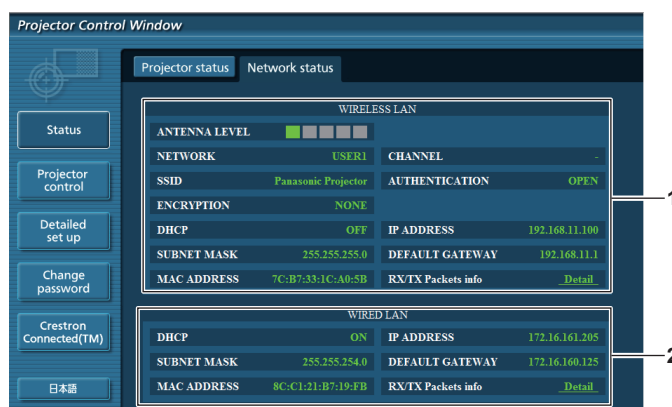 Projector Control Window
Projector status Network status
WIRELESS LAN
Status
ANTENNA LEVEL
NETWORK USER1 CHANNEL -
Projector control
SSID Panasonic Projector AUTHENTICATION OPEN
1
ENCRYPTION NONE
Detailed set up
DHCP OFF IP ADDRESS 192.168.11.100
SUBNET MASK 255.255.255.0 DEFAULT GATEWAY 192.168.11.1
Change password
MAC ADDRESS 7C:B7:33:1C:A0:5B RX/TX Packets info Detail
WIRED LAN
Crestron Connected(TM)
DHCP ON IP ADDRESS 172.16.161.205
2
SUBNET MASK 255.255.254.0 DEFAULT GATEWAY 172.16.160.125
日本語
MAC ADDRESS 8C:C1:21:B7:19:FB RX/TX Packets info Detail